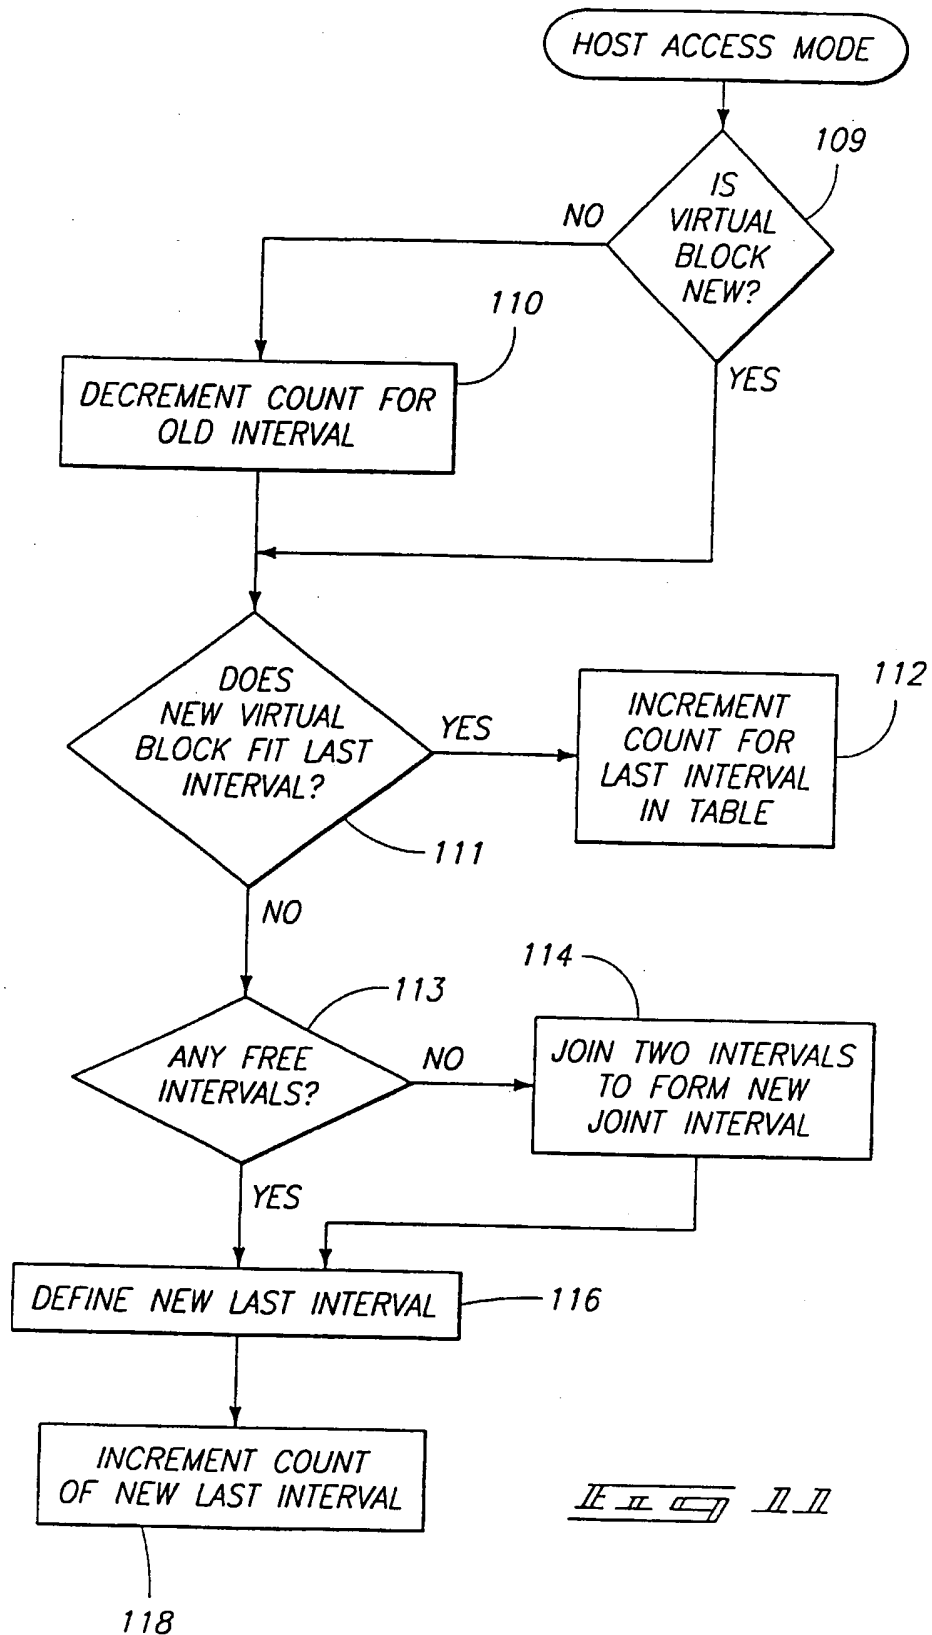 HOST ACCESS MODE
109
IS
VIRTUAL
BLOCK
NEW?
NO
YES
110
DECREMENT COUNT FOR
OLD INTERVAL
DOES
NEW VIRTUAL
BLOCK FIT LAST
INTERVAL?
YES
111
NO
112
INCREMENT
COUNT FOR
LAST INTERVAL
IN TABLE
113
ANY FREE
INTERVALS?
NO
YES
114
JOIN TWO INTERVALS
TO FORM NEW
JOINT INTERVAL
DEFINE NEW LAST INTERVAL
116
INCREMENT COUNT
OF NEW LAST INTERVAL
118
Fig 11